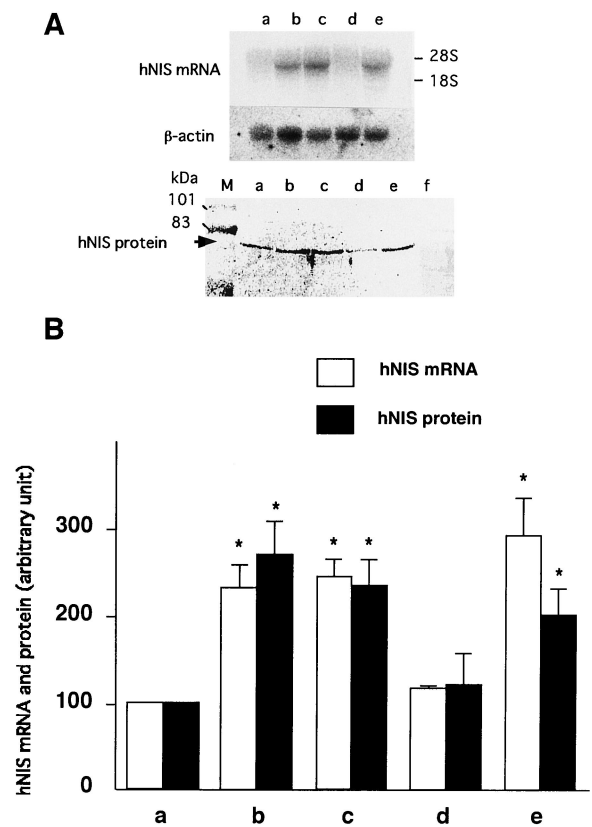 A
a b c d e
hNIS mRNA
28S
18S
β-actin
kDa
M a b c d e f
101
83
hNIS protein
B
hNIS mRNA
hNIS protein
hNIS mRNA and protein (arbitrary unit)
300
200
100
0
* * * * * *
a b c d e